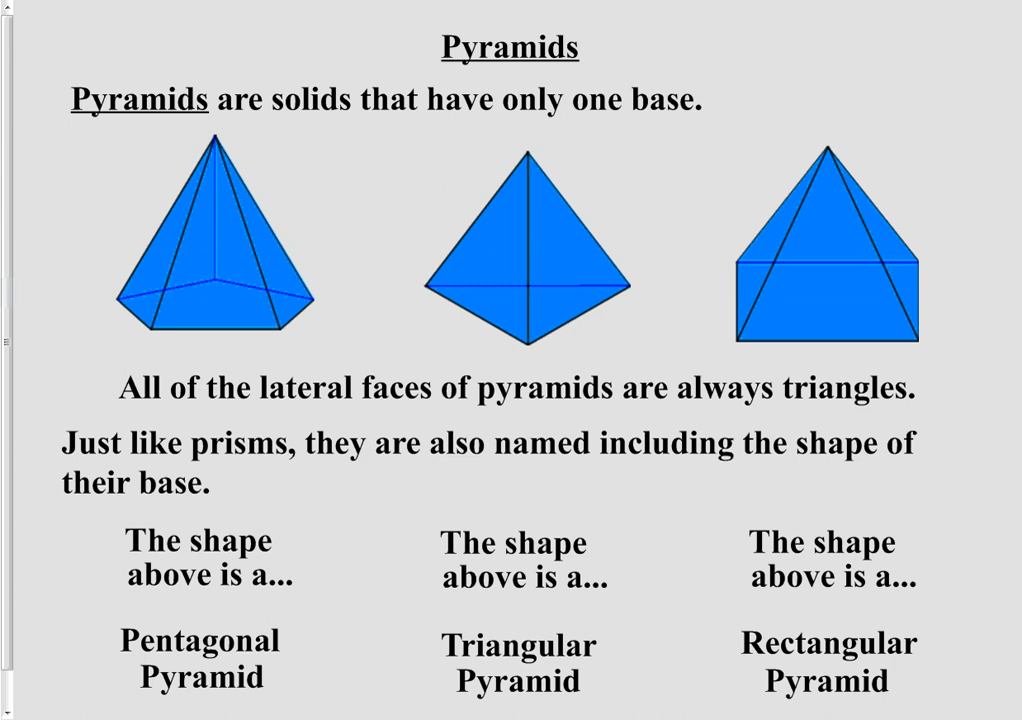 Pyramids
Pyramids are solids that have only one base.
All of the lateral faces of pyramids are always triangles.
Just like prisms, they are also named including the shape of
their base.
The shape
above is a...
The shape
above is a...
The shape
above is a...
Pentagonal
Pyramid
Triangular
Pyramid
Rectangular
Pyramid